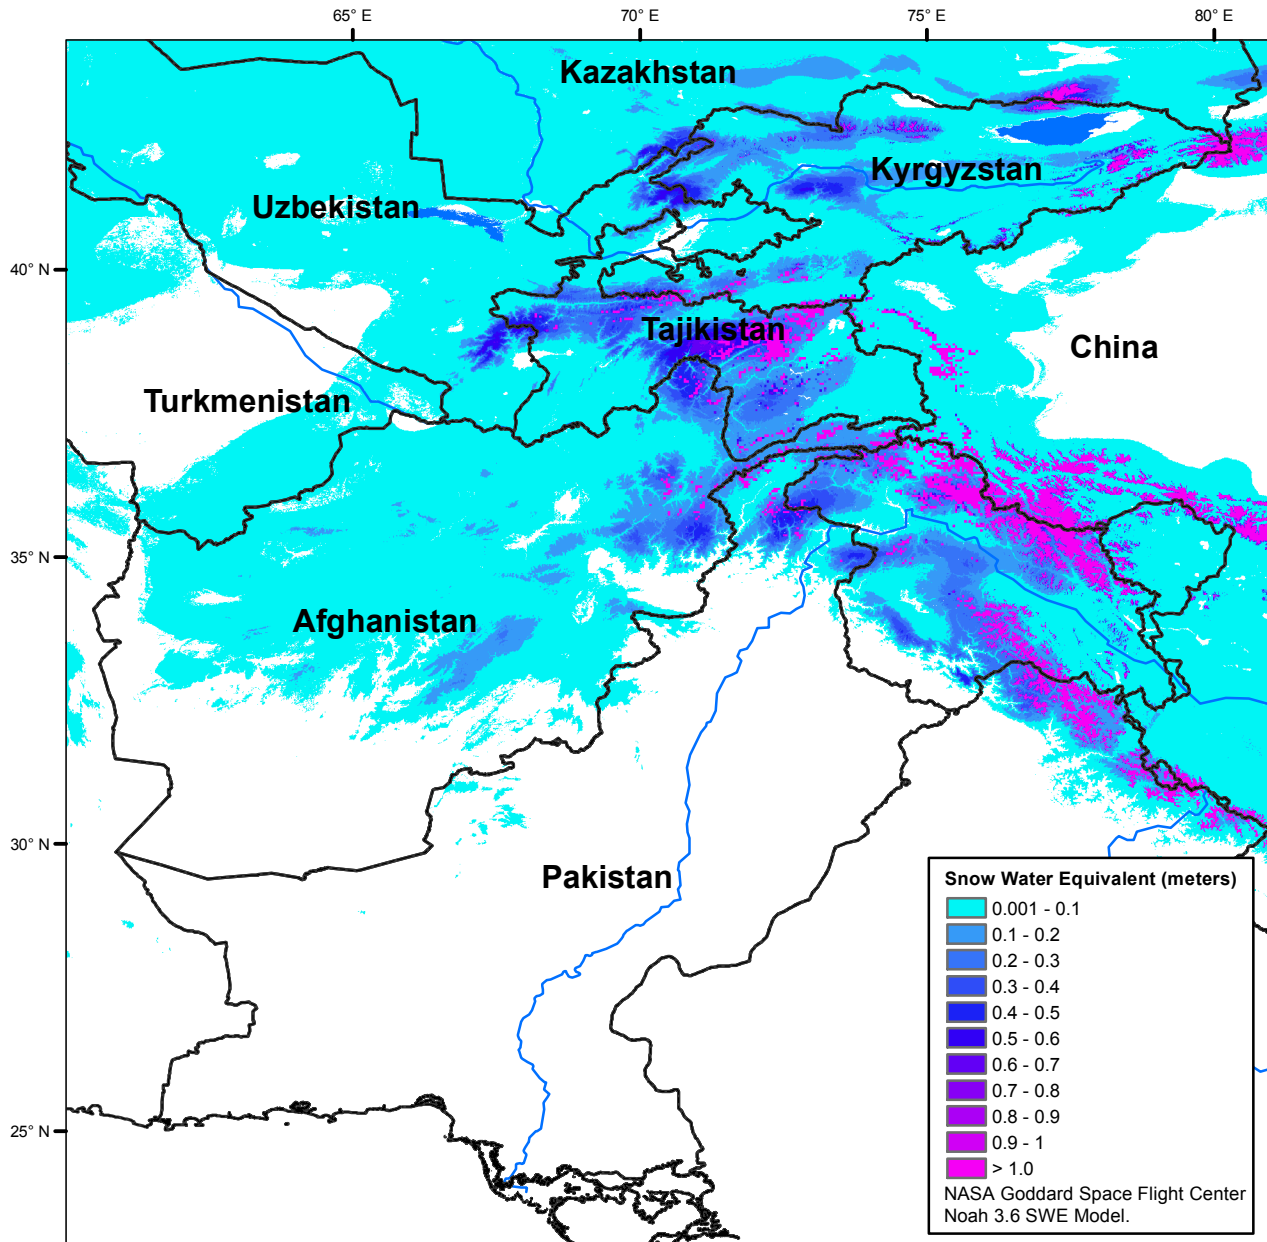 65° E
70° E
75° E
80° E
Kazakhstan
Kyrgyzstan
Uzbekistan
40° N
Tajikistan
China
Turkmenistan
35° N
Afghanistan
30° N
Pakistan
25° N
Snow Water Equivalent (meters)
0.001 - 0.1
0.1 - 0.2
0.2 - 0.3
0.3 - 0.4
0.4 - 0.5
0.5 - 0.6
0.6 - 0.7
0.7 - 0.8
0.8 - 0.9
0.9 - 1
> 1.0
NASA Goddard Space Flight Center
Noah 3.6 SWE Model.